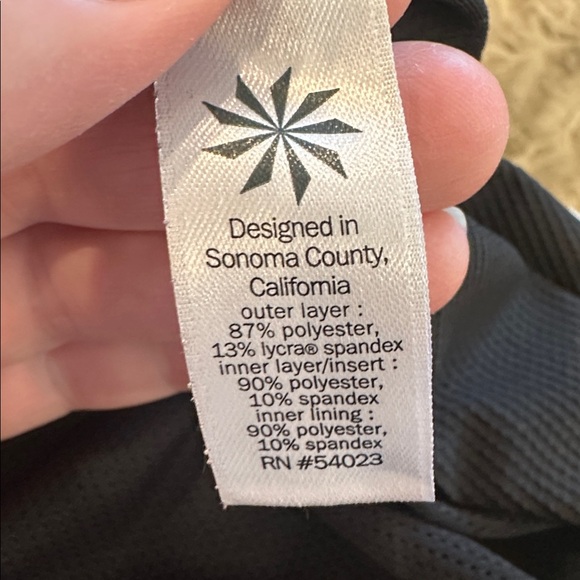 Designed in
Sonoma County,
California
outer layer :
87% polyester,
13% lycra® spandex
inner layer/insert :
90% polyester,
10% spandex
inner lining :
90% polyester,
10% spandex
RN #54023